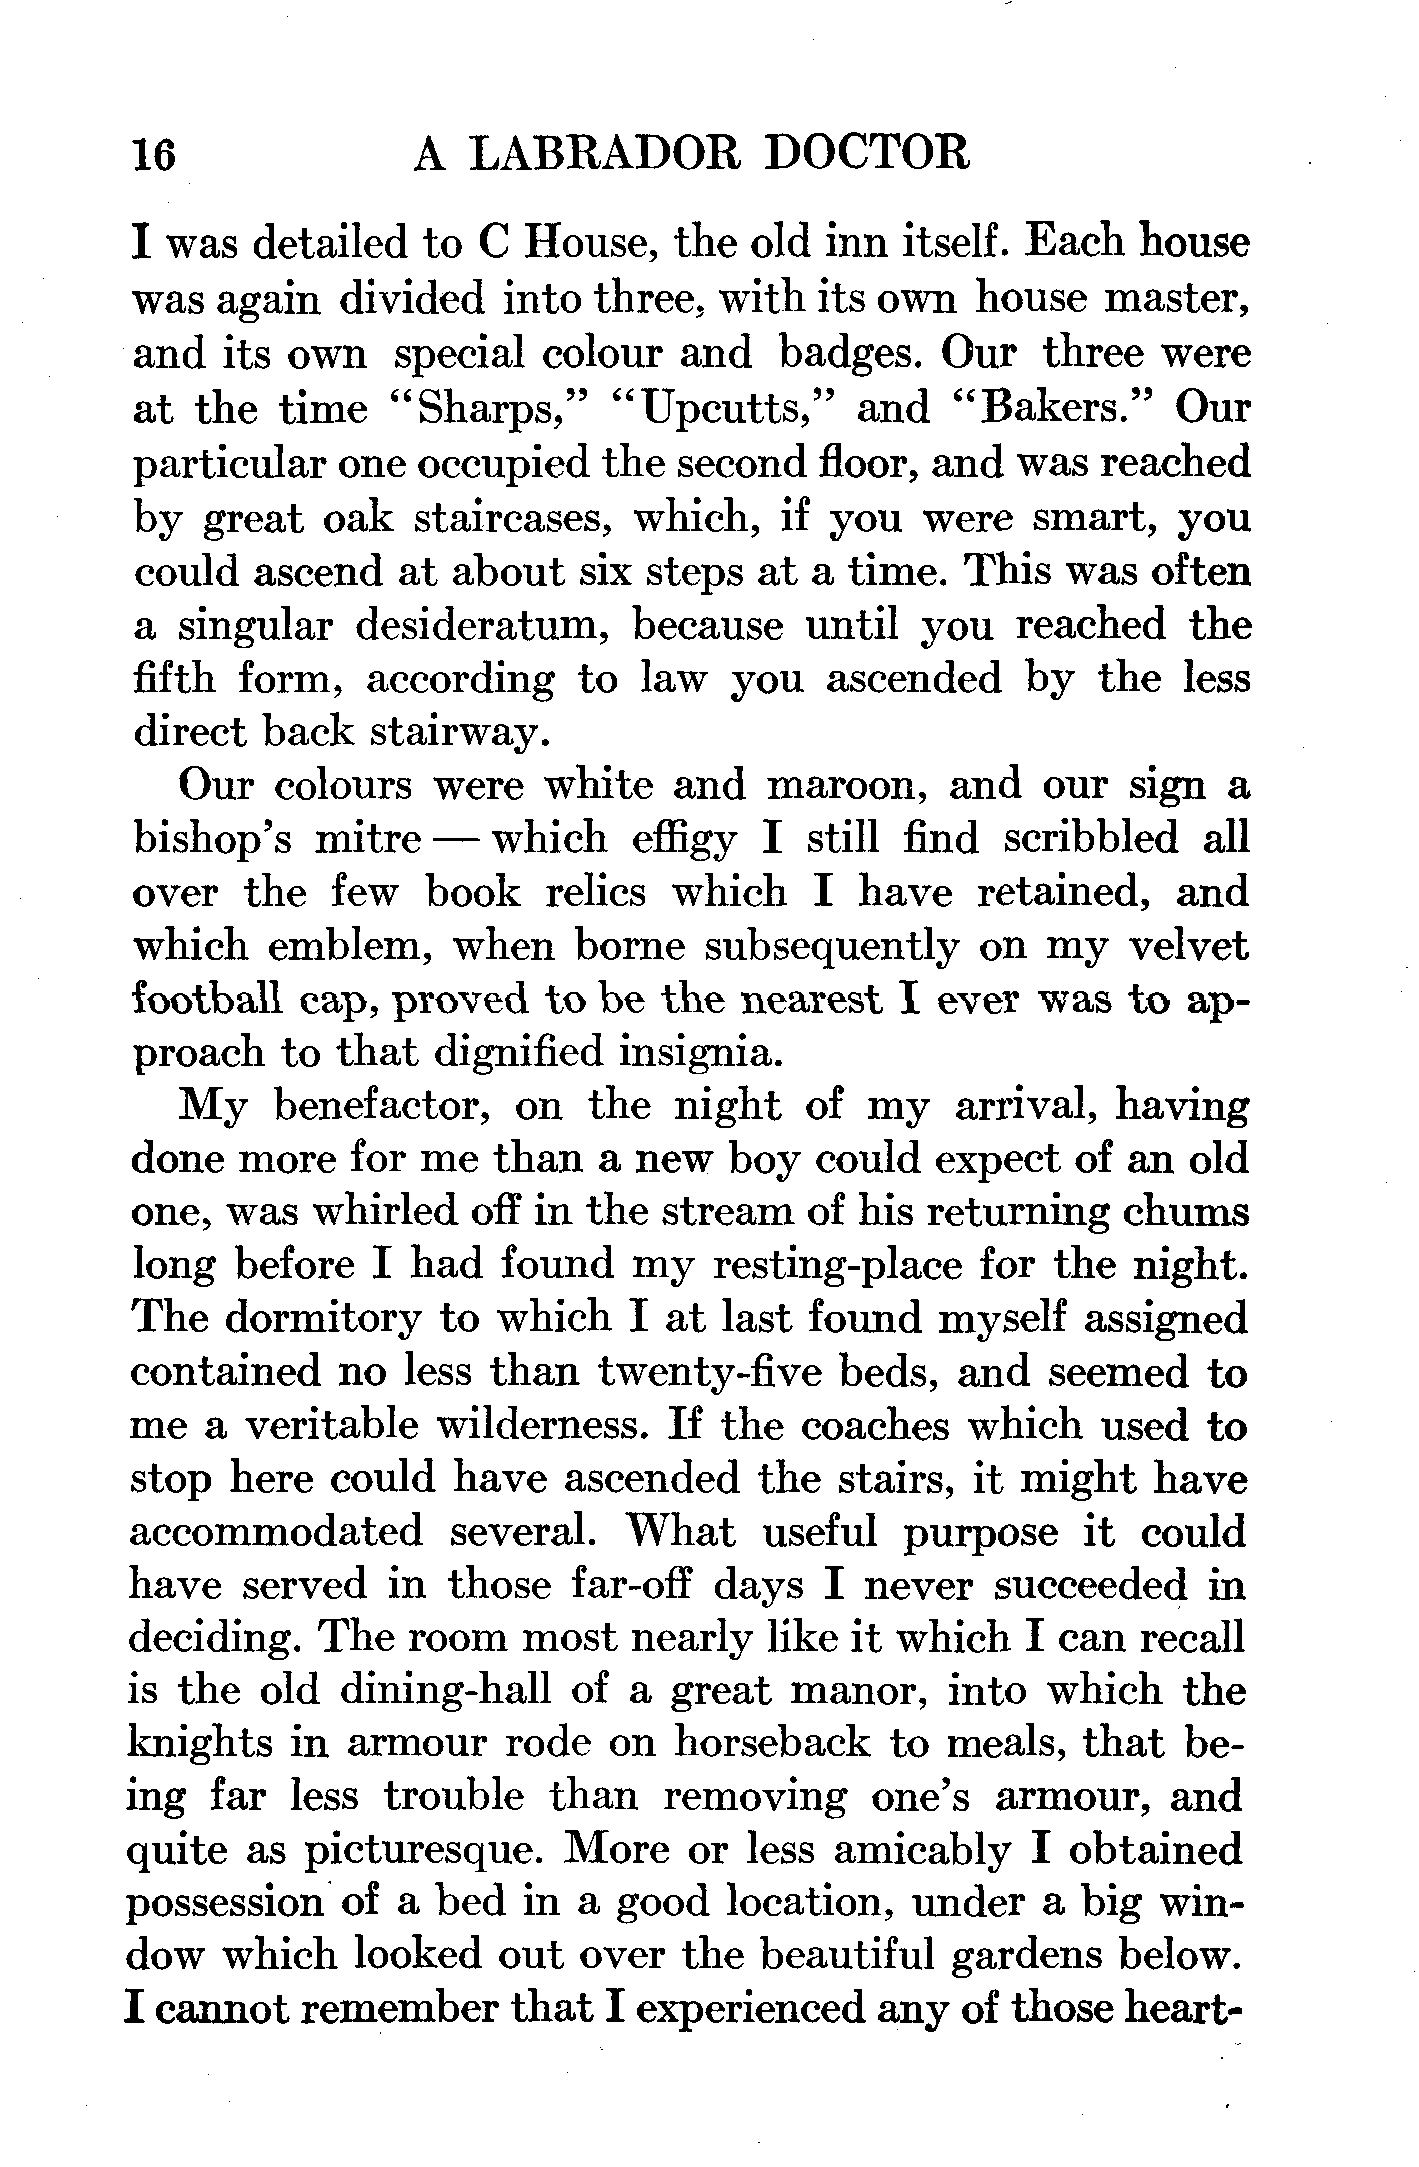 16 A LABRADOR DOCTOR
I was detailed to C House, the old inn itself. Each house
was again divided into three, with its own house master,
and its own special colour and badges. Our three were
at the time “Sharps,” “Upcutts,” and “Bakers.” Our
particular one occupied the second floor, and was reached
by great oak staircases, which, if you were smart, you
could ascend at about six steps at a time. This was often
a singular desideratum, because until you reached the
fifth form, according to law you ascended by the less
direct back stairway.
Our colours were white and maroon, and our sign a
bishop’s mitre — which effigy I still find scribbled all
over the few book relics which I have retained, and
which emblem, when borne subsequently on my velvet
football cap, proved to be the nearest I ever was to ap-
proach to that dignified insignia.
My benefactor, on the night of my arrival, having
done more for me than a new boy could expect of an old
one, was whirled off in the stream of his returning chums
long before I had found my resting-place for the night.
The dormitory to which I at last found myself assigned
contained no less than twenty-five beds, and seemed to
me a veritable wilderness. If the coaches which used to
stop here could have ascended the stairs, it might have
accommodated several. What useful purpose it could
have served in those far-off days I never succeeded in
deciding. The room most nearly like it which I can recall
is the old dining-hall of a great manor, into which the
knights in armour rode on horseback to meals, that be-
ing far less trouble than removing one’s armour, and
quite as picturesque. More or less amicably I obtained
possession of a bed in a good location, under a big win-
dow which looked out over the beautiful gardens below.
I cannot remember that I experienced any of those heart-